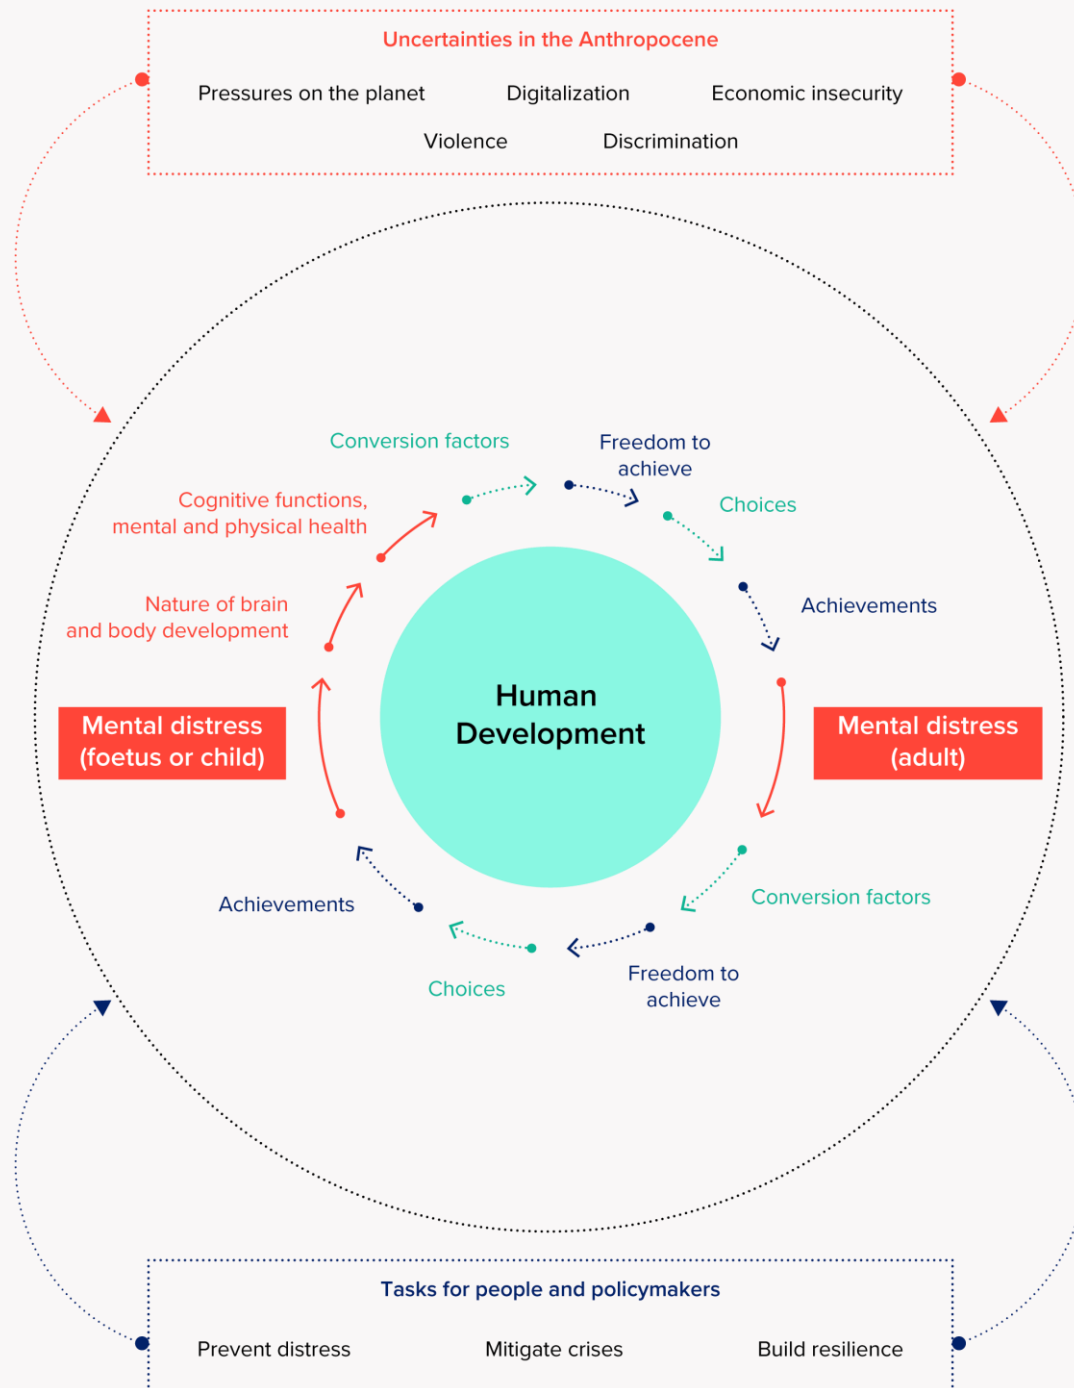 Uncertainties in the Anthropocene
Pressures on the planet Digitalization Economic insecurity
Violence Discrimination
Conversion factors
Freedom to
achieve
Cognitive functions,
mental and physical health
Choices
Nature of brain
and body development
Achievements
Human
Development
Mental distress
(foetus or child)
Mental distress
(adult)
Achievements
Conversion factors
Choices
Freedom to
achieve
Tasks for people and policymakers
Prevent distress Mitigate crises Build resilience